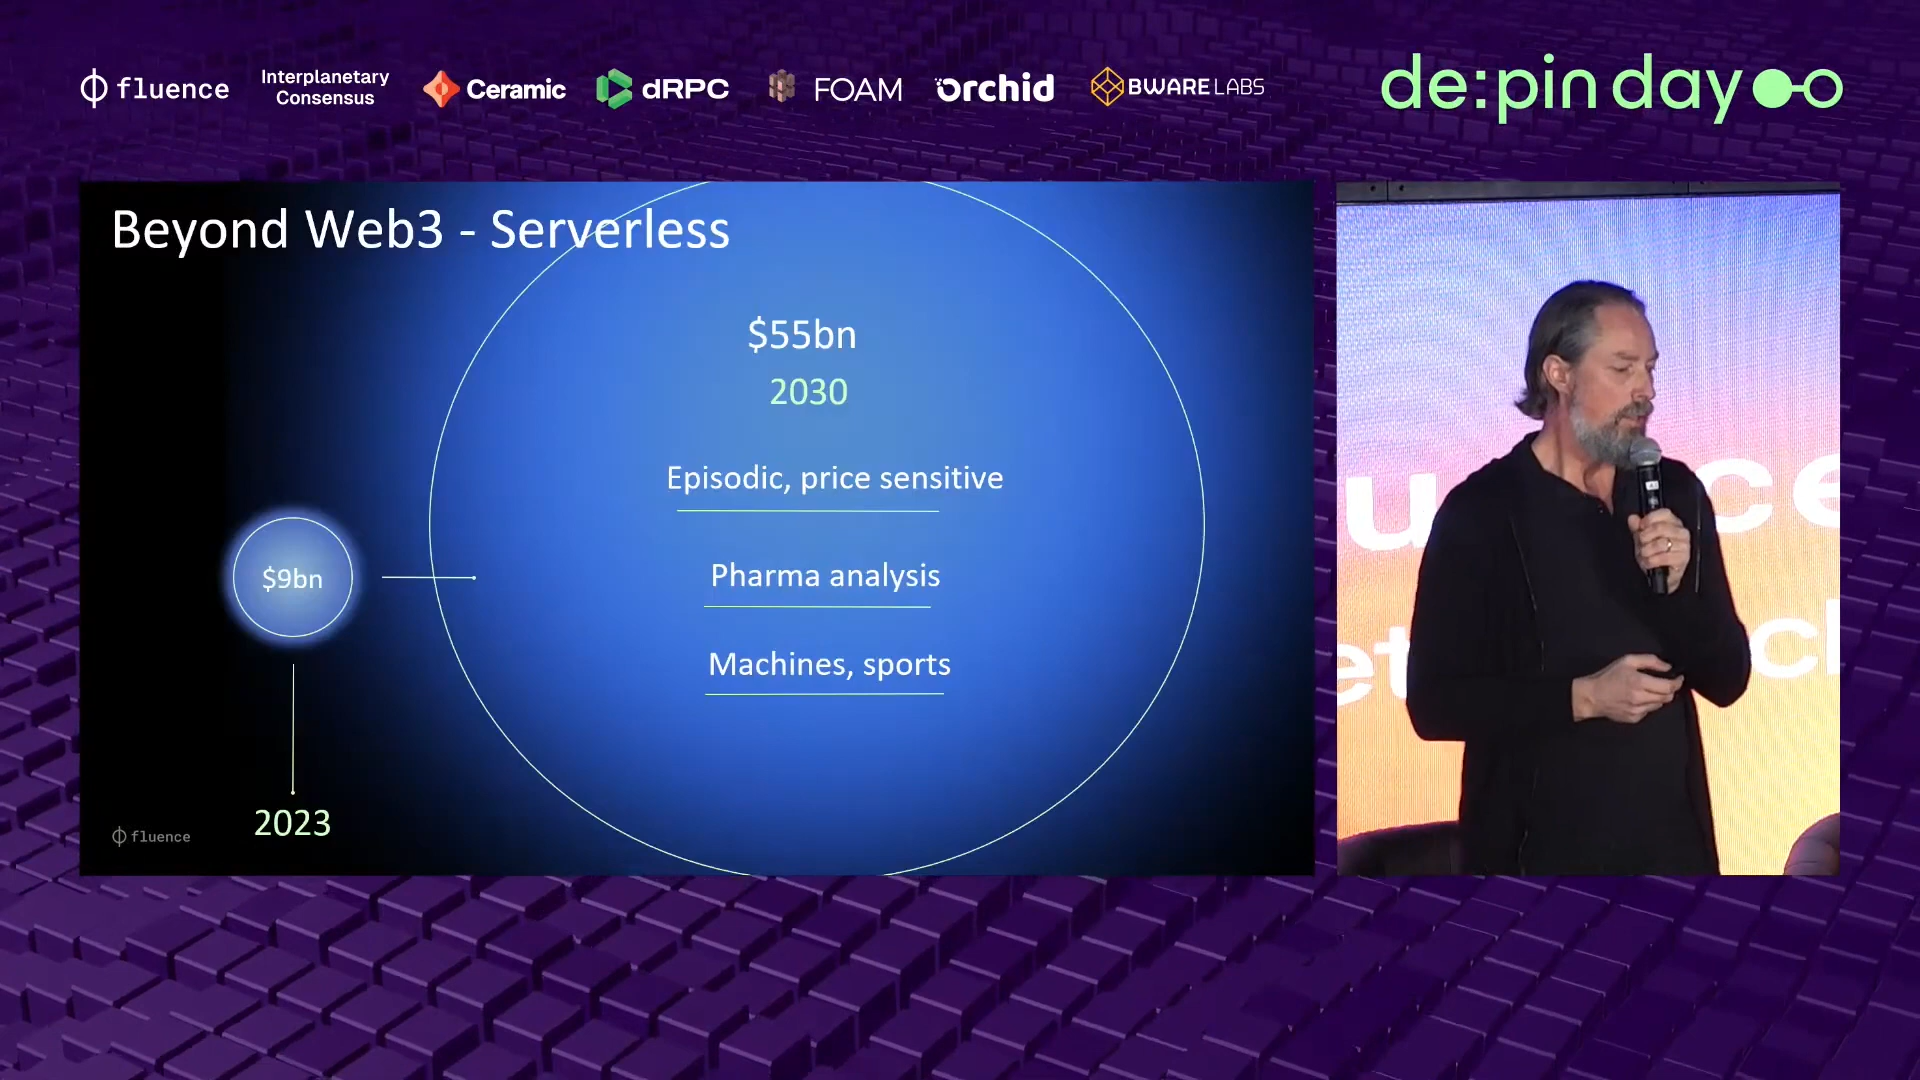 fluence
Interplanetary
Consensus
Ceramic
dRPC
FOAM
orchid
BWARE LABS
de:pin day
Beyond Web3 - Serverless
$55bn
2030
Episodic, price sensitive
Pharma analysis
Machines, sports
$9bn
2023
fluence